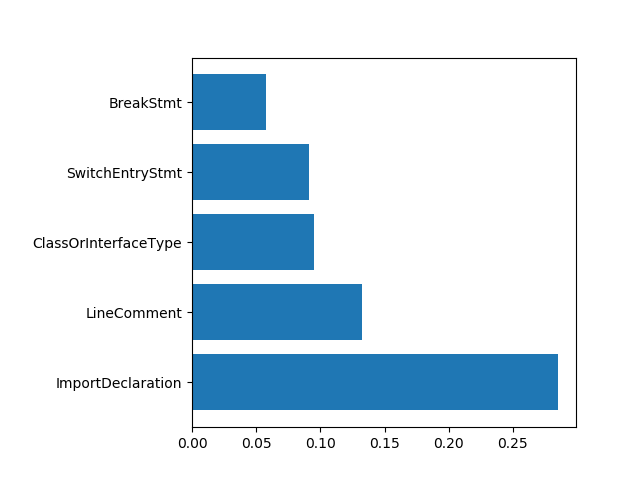 BreakStmt
SwitchEntryStmt
ClassOrInterfaceType
LineComment
ImportDeclaration
0.00 0.05 0.10 0.15 0.20 0.25